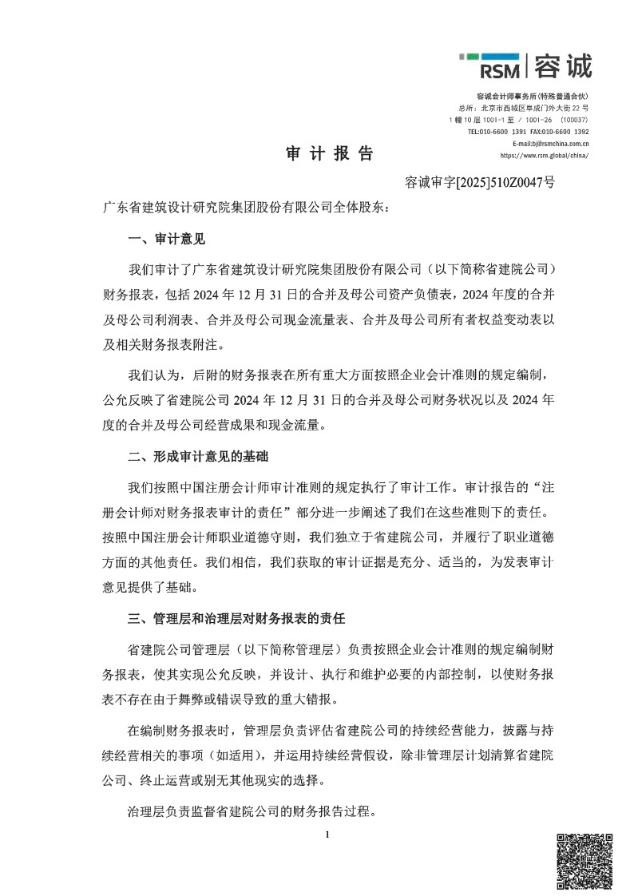 RSM 容诚
容诚会计师事务所(特殊普通合伙)
总所：北京市西城区阜成门外大街 22 号
1 幢 10 层 1001-1 至 / 1001-26 (100037)
TEL:010-6600 1391 FAX:010-6600 1392
E-mail:bj@rsmchina.com.cn
https://www.rsm.global/china/
审 计 报 告
容诚审字[2025]510Z0047号
广东省建筑设计研究院集团股份有限公司全体股东：
一、审计意见
我们审计了广东省建筑设计研究院集团股份有限公司（以下简称省建院公司）
财务报表，包括 2024 年 12 月 31 日的合并及母公司资产负债表，2024 年度的合并
及母公司利润表、合并及母公司现金流量表、合并及母公司所有者权益变动表以
及相关财务报表附注。
我们认为，后附的财务报表在所有重大方面按照企业会计准则的规定编制，
公允反映了省建院公司 2024 年 12 月 31 日的合并及母公司财务状况以及 2024 年
度的合并及母公司经营成果和现金流量。
二、形成审计意见的基础
我们按照中国注册会计师审计准则的规定执行了审计工作。审计报告的“注
册会计师对财务报表审计的责任”部分进一步阐述了我们在这些准则下的责任。
按照中国注册会计师职业道德守则，我们独立于省建院公司，并履行了职业道德
方面的其他责任。我们相信，我们获取的审计证据是充分、适当的，为发表审计
意见提供了基础。
三、管理层和治理层对财务报表的责任
省建院公司管理层（以下简称管理层）负责按照企业会计准则的规定编制财
务报表，使其实现公允反映，并设计、执行和维护必要的内部控制，以使财务报
表不存在由于舞弊或错误导致的重大错报。
在编制财务报表时，管理层负责评估省建院公司的持续经营能力，披露与持
续经营相关的事项（如适用），并运用持续经营假设，除非管理层计划清算省建院
公司、终止运营或别无其他现实的选择。
治理层负责监督省建院公司的财务报告过程。
1